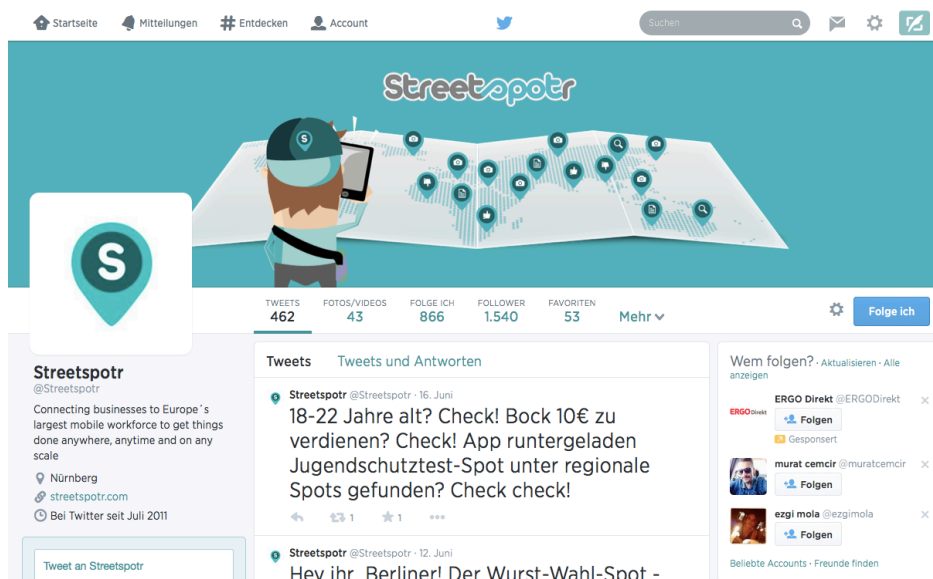 Startseite
Mitteilungen
Entdecken
Account
Suchen
Streetspotr
S
S
TWEETS
462
FOTOS/VIDEOS
43
FOLGE ICH
866
FOLLOWER
1.540
FAVORITEN
53
Mehr
Folge ich
Streetspotr
@Streetspotr
Connecting businesses to Europe´s
largest mobile workforce to get things
done anywhere, anytime and on any
scale
Nürnberg
streetspotr.com
Bei Twitter seit Juli 2011
Tweet an Streetspotr
Tweets Tweets und Antworten
Streetspotr @Streetspotr · 16. Juni
18-22 Jahre alt? Check! Bock 10€ zu
verdienen? Check! App runtergeladen
Jugendschutztest-Spot unter regionale
Spots gefunden? Check check!
1 1
Streetspotr @Streetspotr · 12. Juni
Hey ihr, Berliner! Der Wurst-Wahl-Spot -
Wem folgen? · Aktualisieren · Alle
anzeigen
ERGO Direkt
ERGO Direkt @ERGODirekt
Folgen
Gesponsert
murat cemcir @muratcemcir
Folgen
ezgi mola @ezgimola
Folgen
Beliebte Accounts · Freunde finden